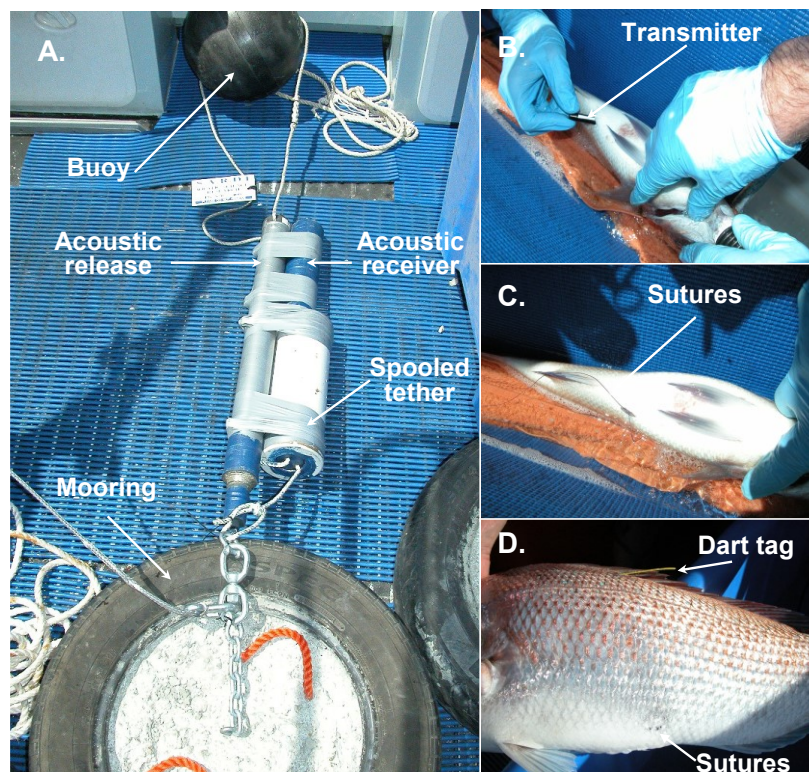 A.
Buoy
Acoustic release
Acoustic receiver
Spooled tether
Mooring
B.
Transmitter
C.
Sutures
D.
Dart tag
Sutures